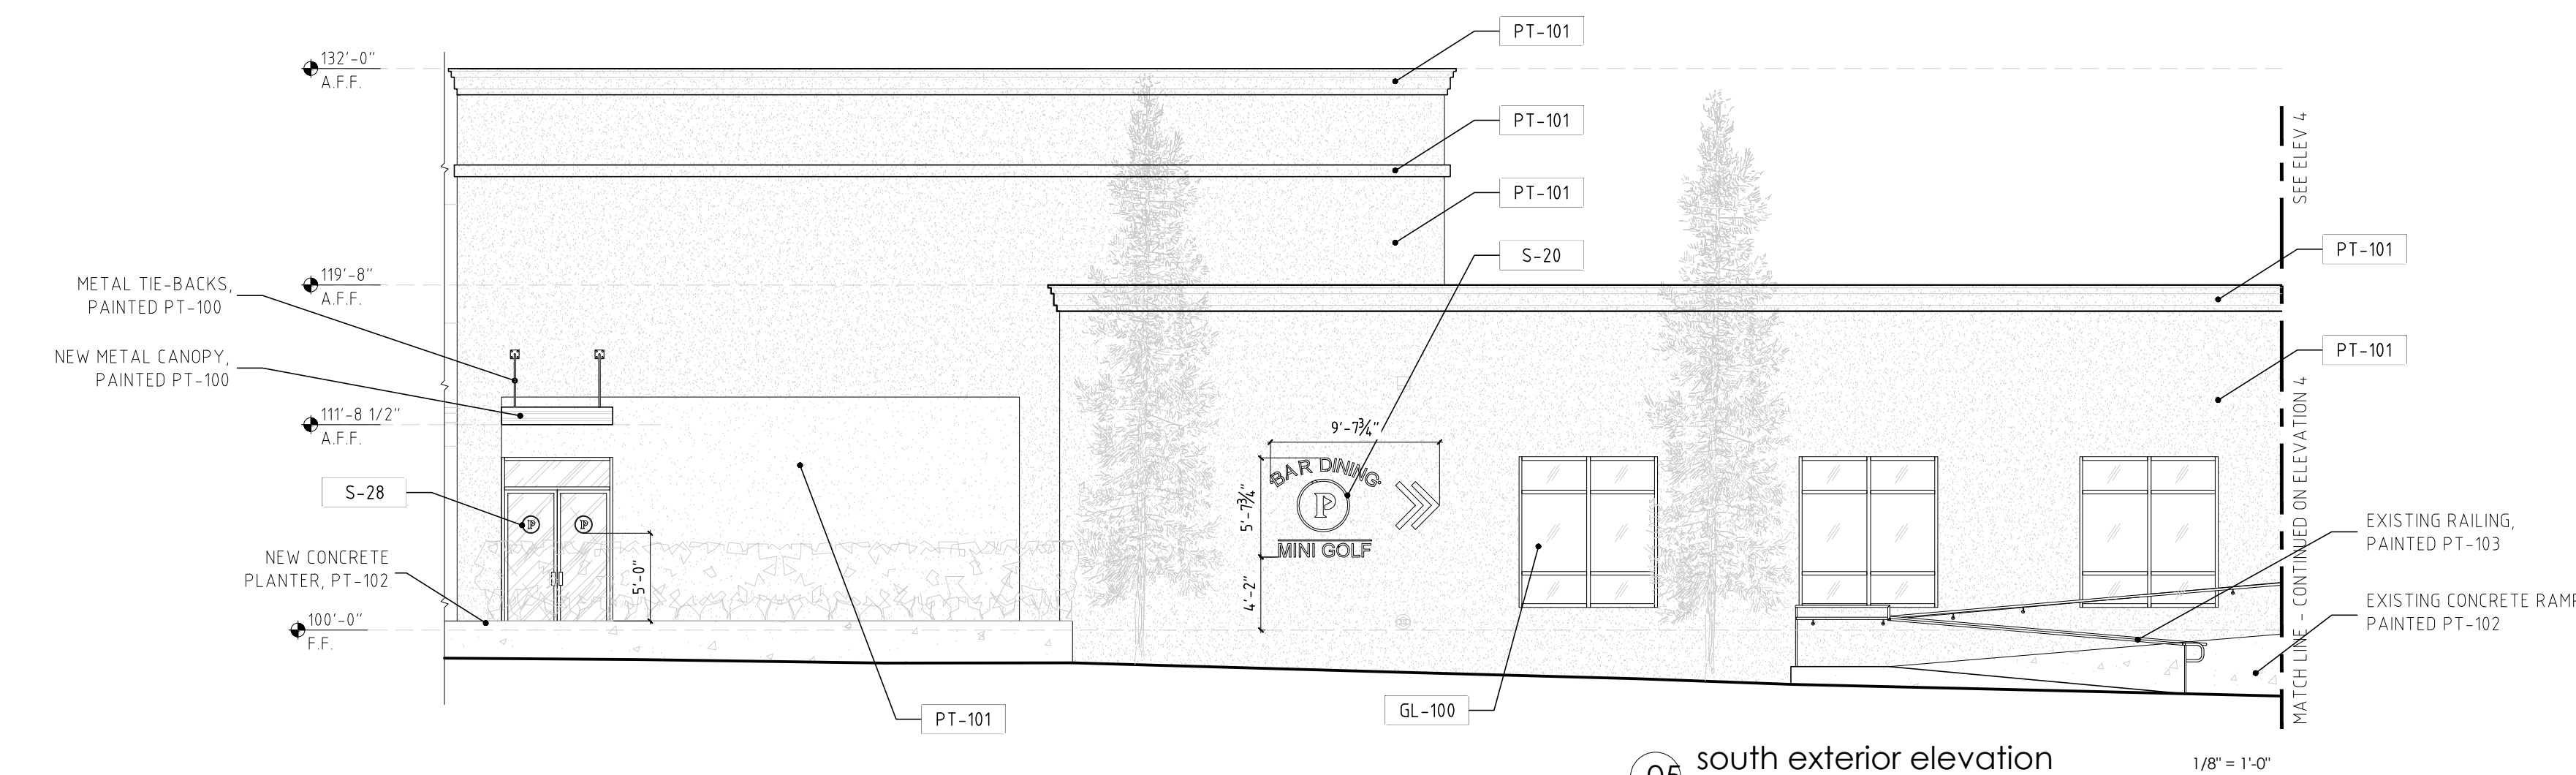 PT-101
132'-0"
A.F.F.
PT-101
SEE ELEV 4
PT-101
S-20
PT-101
119'-8"
A.F.F.
METAL TIE-BACKS,
PAINTED PT-100
NEW METAL CANOPY,
PAINTED PT-100
PT-101
111'-8 1/2"
A.F.F.
9'-7¾"
BAR DINING
P
MINI GOLF
5'-7¾"
4'-2"
S-28
P
P
5'-0"
NEW CONCRETE
PLANTER, PT-102
100'-0"
F.F.
EXISTING RAILING,
PAINTED PT-103
EXISTING CONCRETE RAMP
PAINTED PT-102
MATCH LINE - CONTINUED ON ELEVATION 4
PT-101
GL-100
05
south exterior elevation
1/8" = 1'-0"